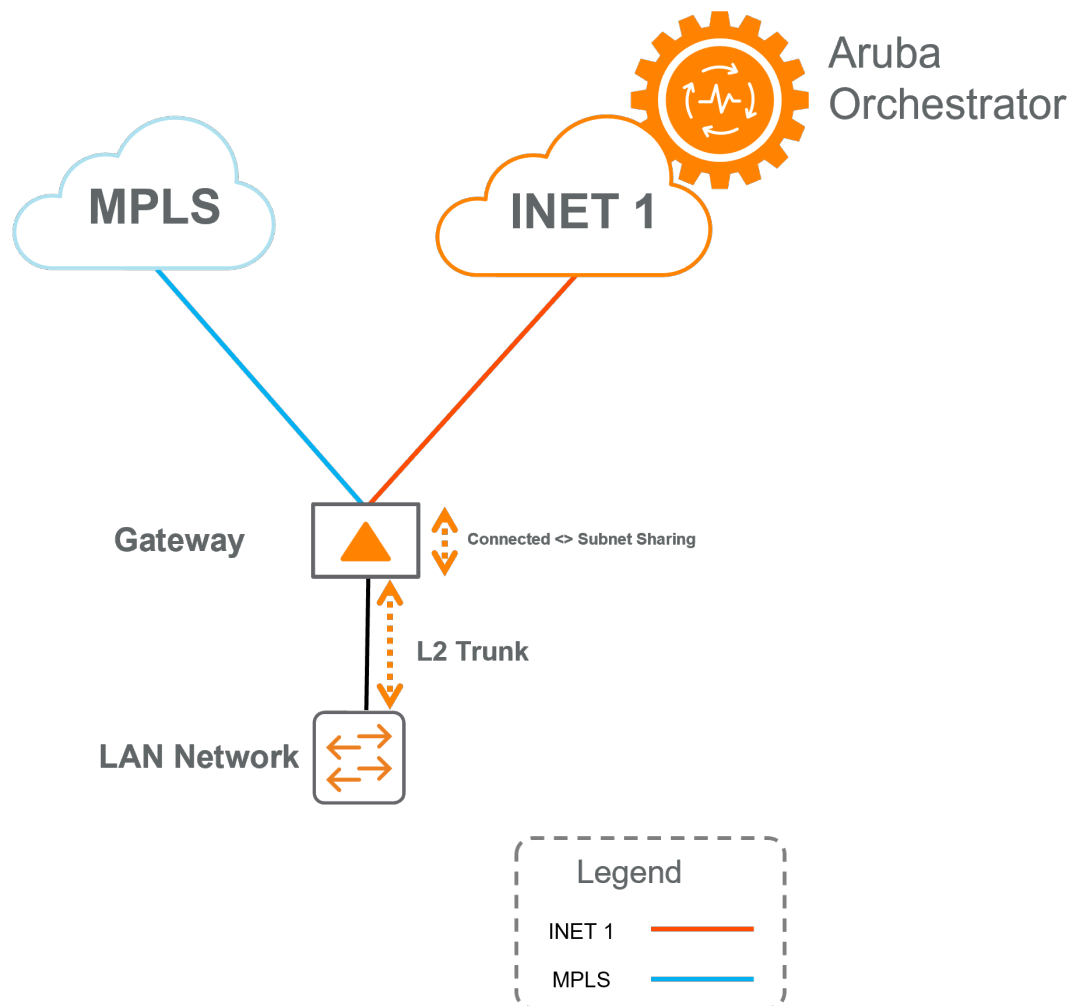 Aruba
Orchestrator
MPLS
INET 1
Gateway
Connected <> Subnet Sharing
L2 Trunk
LAN Network
Legend
INET 1
MPLS